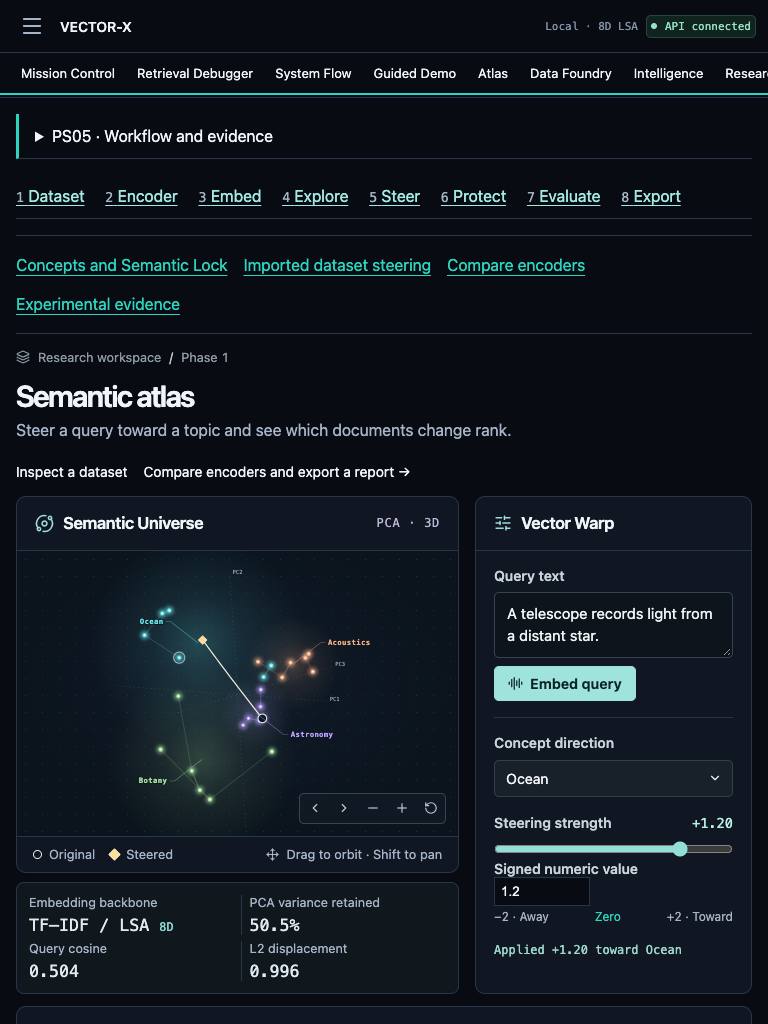 VECTOR-X
Local · 8D LSA
API connected
Mission Control
Retrieval Debugger
System Flow
Guided Demo
Atlas
Data Foundry
Intelligence
Resear
PS05 · Workflow and evidence
1 Dataset
2 Encoder
3 Embed
4 Explore
5 Steer
6 Protect
7 Evaluate
8 Export
Concepts and Semantic Lock
Imported dataset steering
Compare encoders
Experimental evidence
Research workspace / Phase 1
Semantic atlas
Steer a query toward a topic and see which documents change rank.
Inspect a dataset
Compare encoders and export a report →
Semantic Universe
PCA · 3D
PC2
Ocean
Acoustics
PC3
PC1
Astronomy
Botany
Original
Steered
Drag to orbit · Shift to pan
Embedding backbone
TF–IDF / LSA 8D
PCA variance retained
50.5%
Query cosine
0.504
L2 displacement
0.996
Vector Warp
Query text
A telescope records light from
a distant star.
Embed query
Concept direction
Ocean
Steering strength
+1.20
Signed numeric value
1.2
−2 · Away
Zero
+2 · Toward
Applied +1.20 toward Ocean